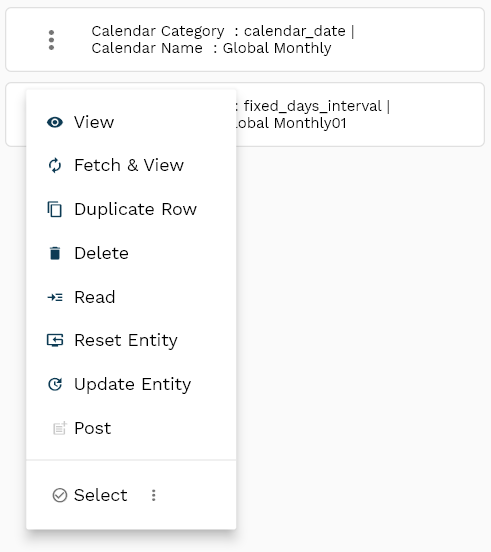 Calendar Category : calendar_date |
Calendar Name : Global Monthly
: fixed_days_interval |
Monthly01
View
Fetch & View
Duplicate Row
Delete
Read
Reset Entity
Update Entity
Post
Select